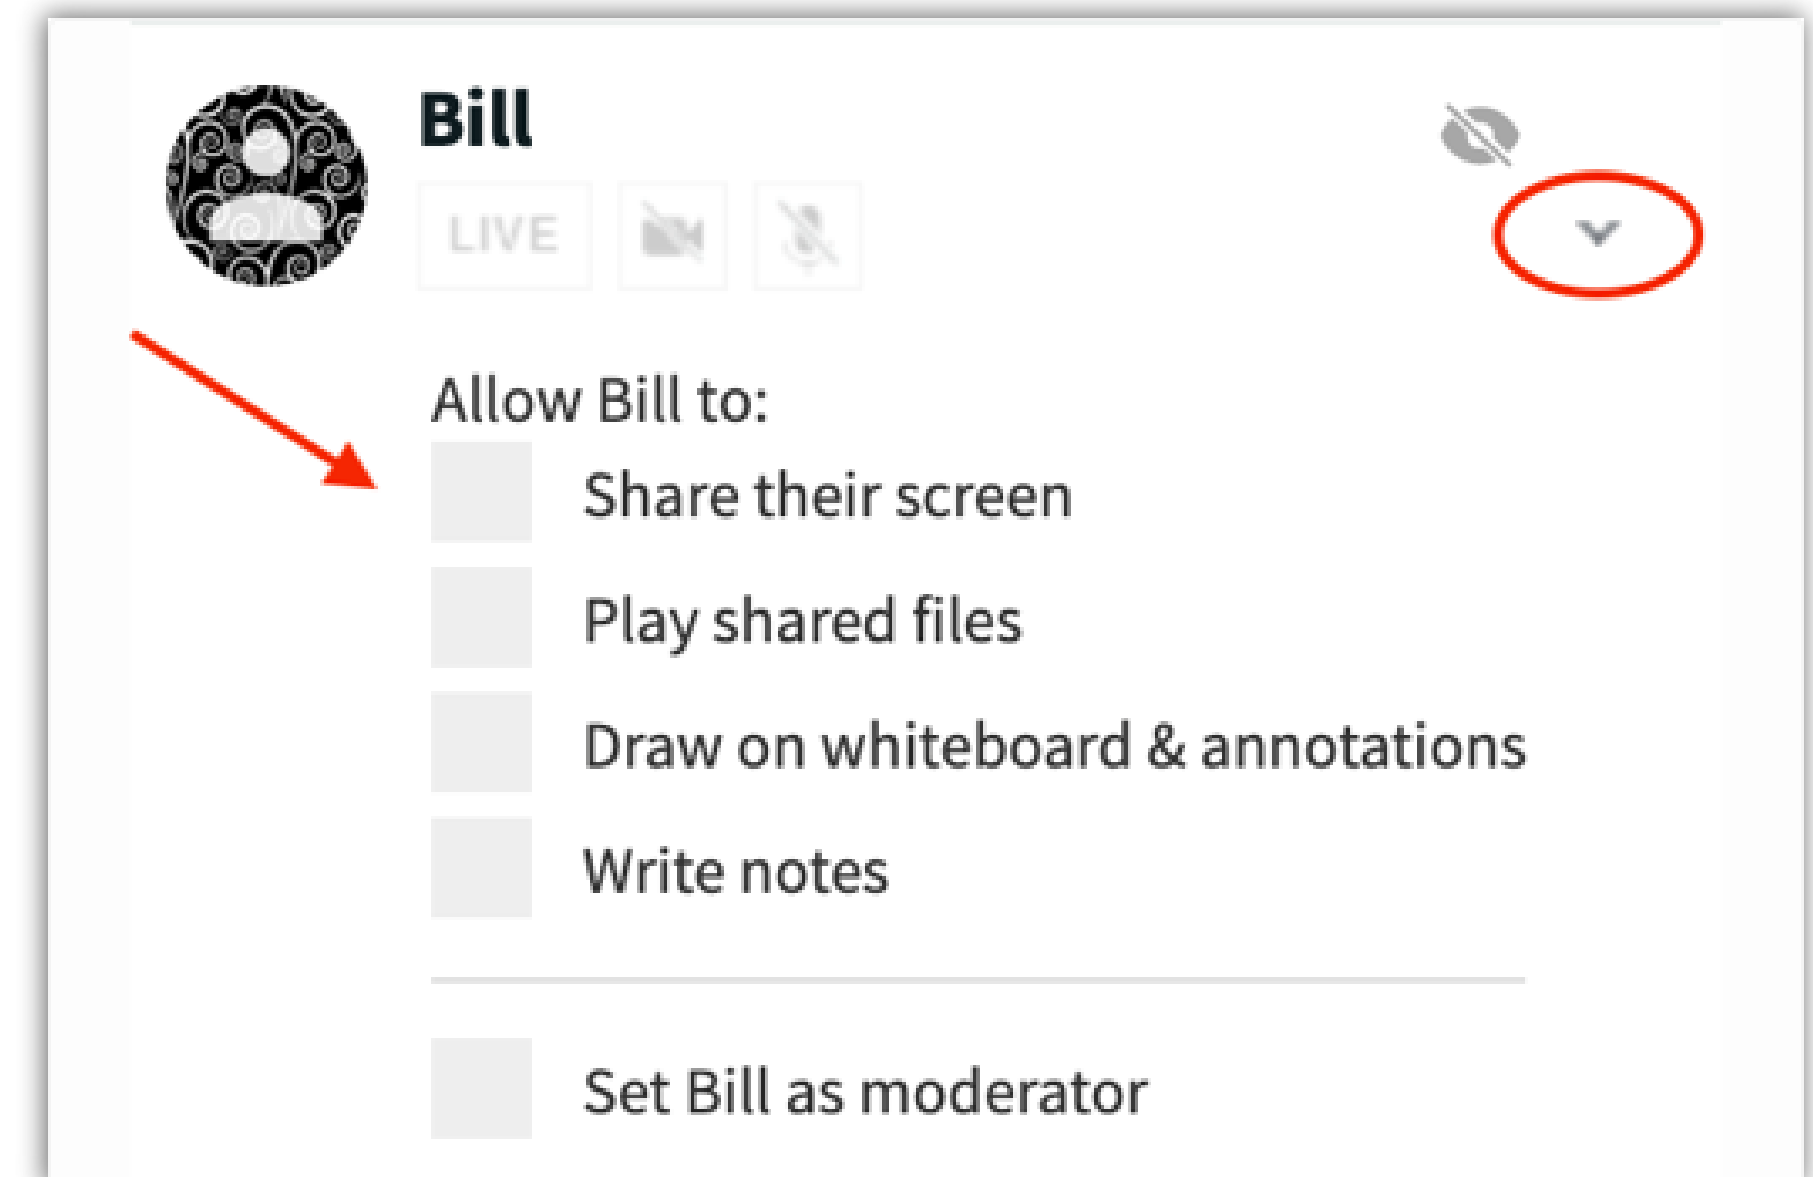 Bill
LIVE
Allow Bill to:
Share their screen
Play shared files
Draw on whiteboard & annotations
Write notes
Set Bill as moderator